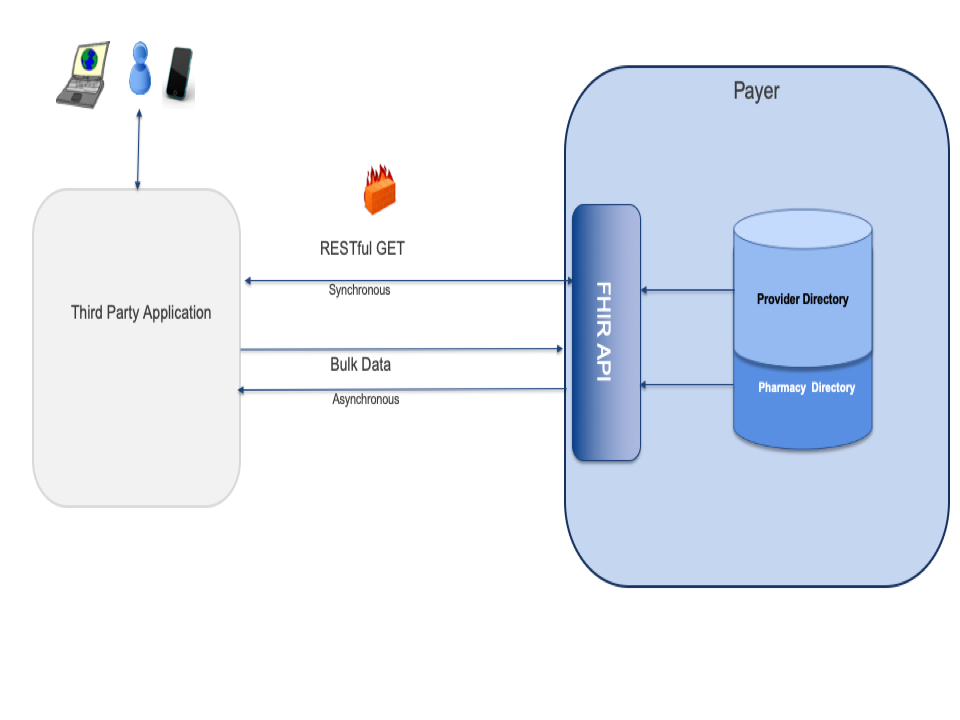 Payer
RESTful GET
Synchronous
Third Party Application
Bulk Data
Asynchronous
FHIR API
Provider Directory
Pharmacy Directory